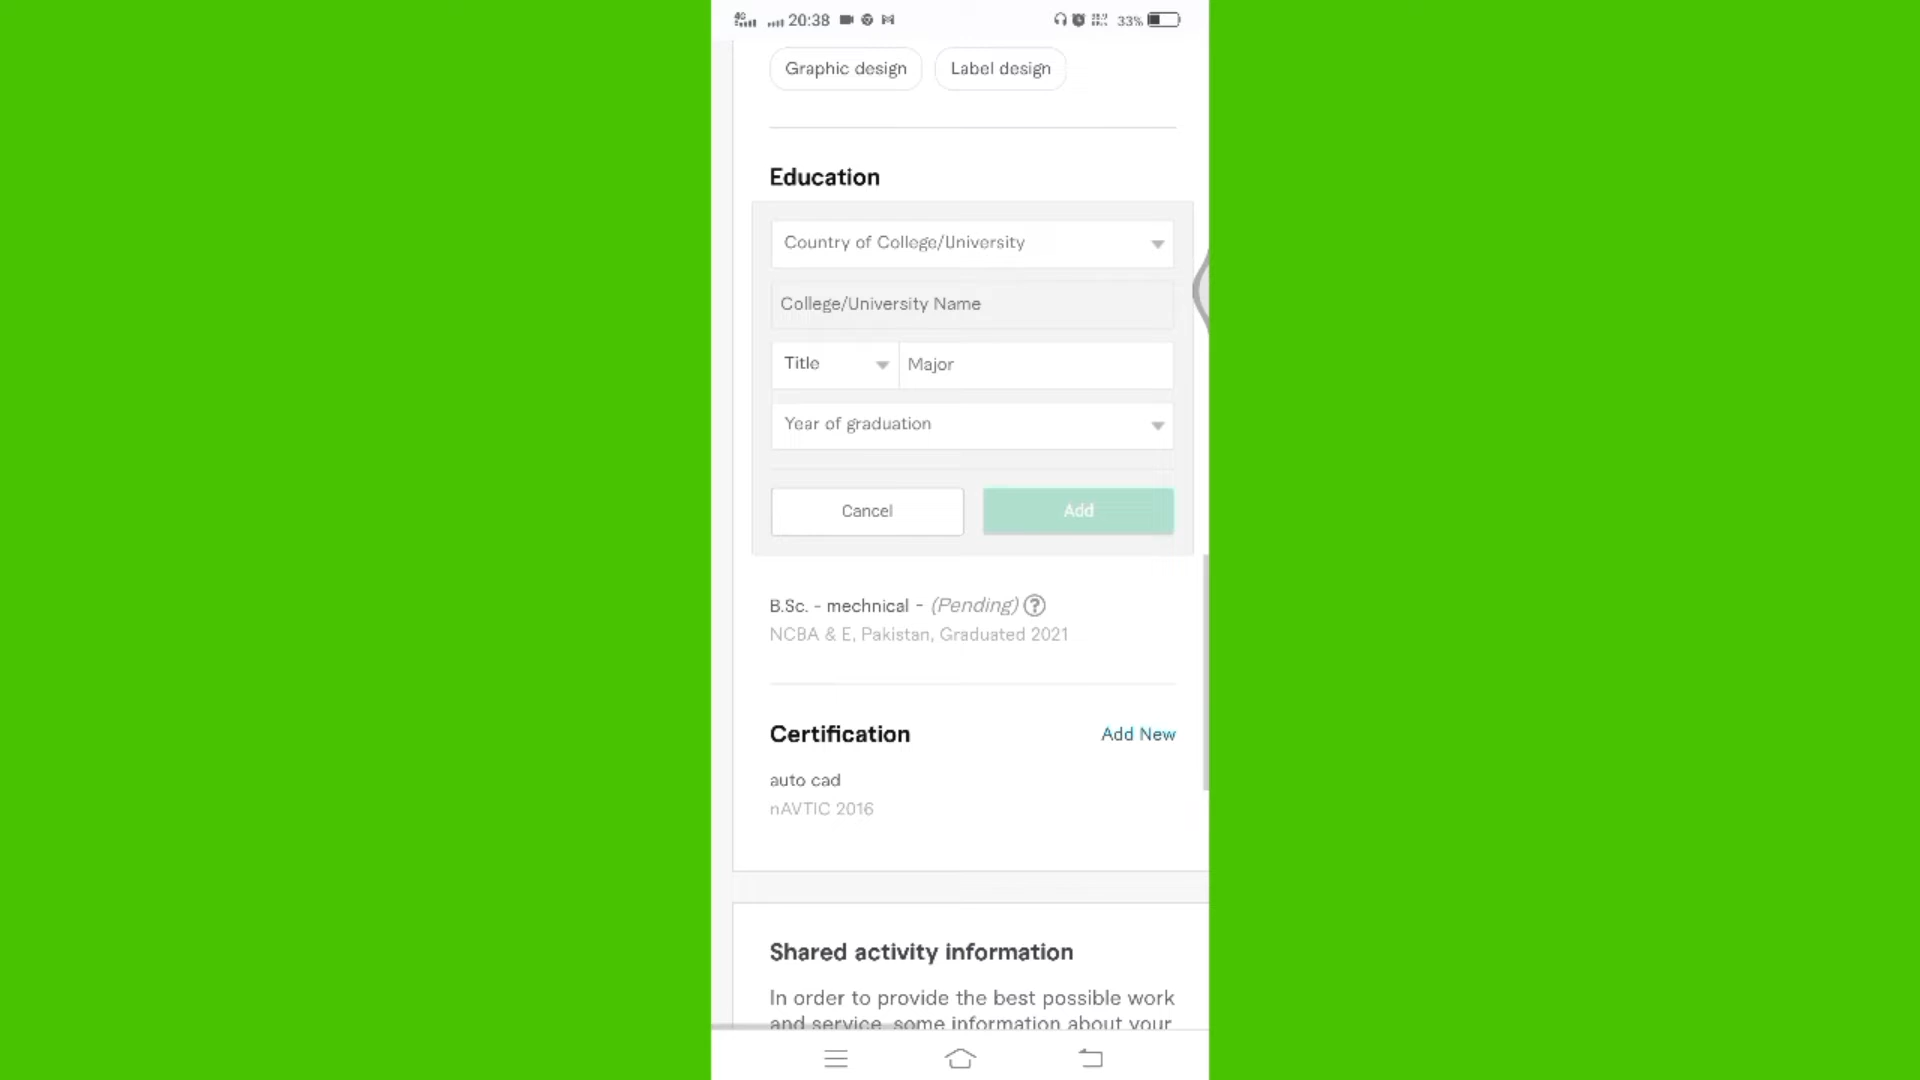 20:38 33%
Graphic design Label design
Education
Country of College/University
College/University Name
Title Major
Year of graduation
Cancel Add
B.Sc. - mechnical - (Pending) ?
NCBA & E, Pakistan, Graduated 2021
Certification Add New
auto cad
nAVTIC 2016
Shared activity information
In order to provide the best possible work
and service, some information about your